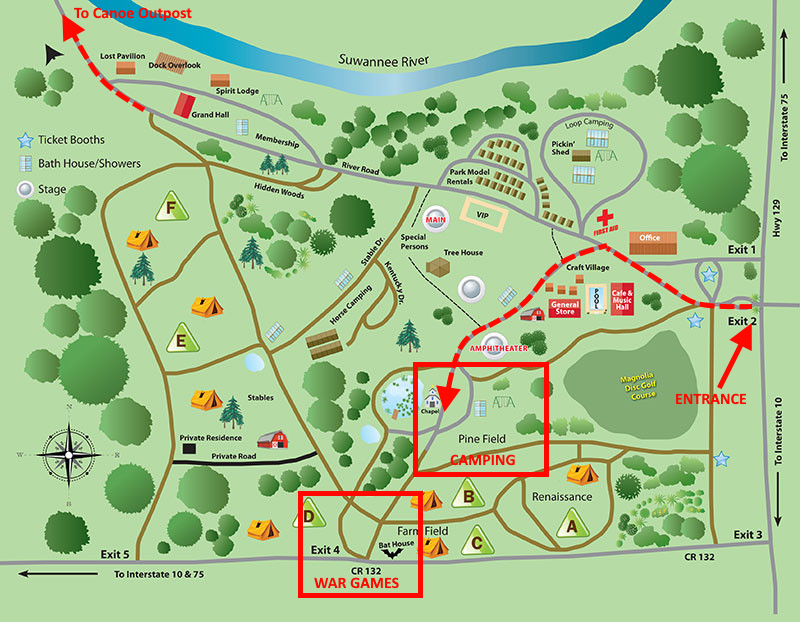 To Canoe Outpost
Lost Pavilion
Dock Overlook
Spirit Lodge
Grand Hall
Membership
Suwannee River
To Interstate 75
Ticket Booths
Bath House/Showers
Stage
River Road
Hidden Woods
Loop Camping
Pickin'
Shed
Park Model
Rentals
VIP
MAIN
Special
Persons
Tree House
FIRST AID
Office
Exit 1
Hwy 129
Craft Village
General
Store
POOL
Cafe &
Music
Hall
Exit 2
ENTRANCE
Stable Dr.
Kentucky Dr.
Horse Camping
AMPHITHEATER
Magnolia
Disc Golf
Course
Chapel
Pine Field
CAMPING
F
E
Stables
Private Residence
Private Road
N
W
E
S
To Interstate 10
D
B
C
A
Renaissance
Farm Field
Bat House
Exit 3
Exit 4
Exit 5
CR 132
CR 132
WAR GAMES
To Interstate 10 & 75